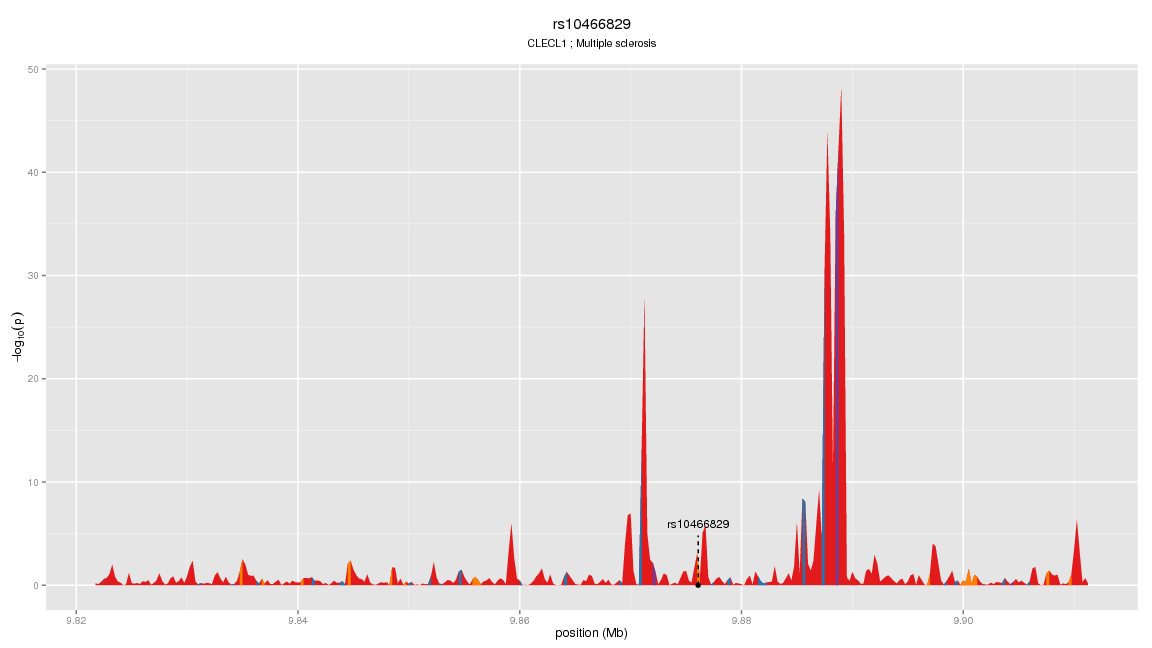 rs10466829
CLECL1 ; Multiple sclerosis
50
40
30
20
10
0
−log10(p)
rs10466829
9.82
9.84
9.86
9.88
9.90
position (Mb)